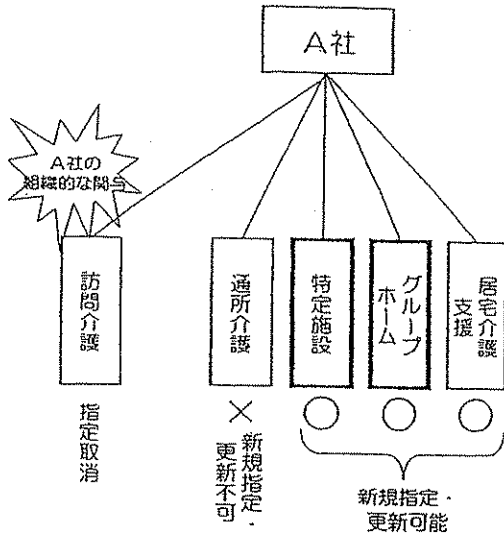 A社
A社の
組織的な関与
訪問介護
通所介護
特定施設
グループ
ホーム
居宅介護
支援
指定取消
×
新規指定・
更新不可
○
○
○
新規指定・
更新可能